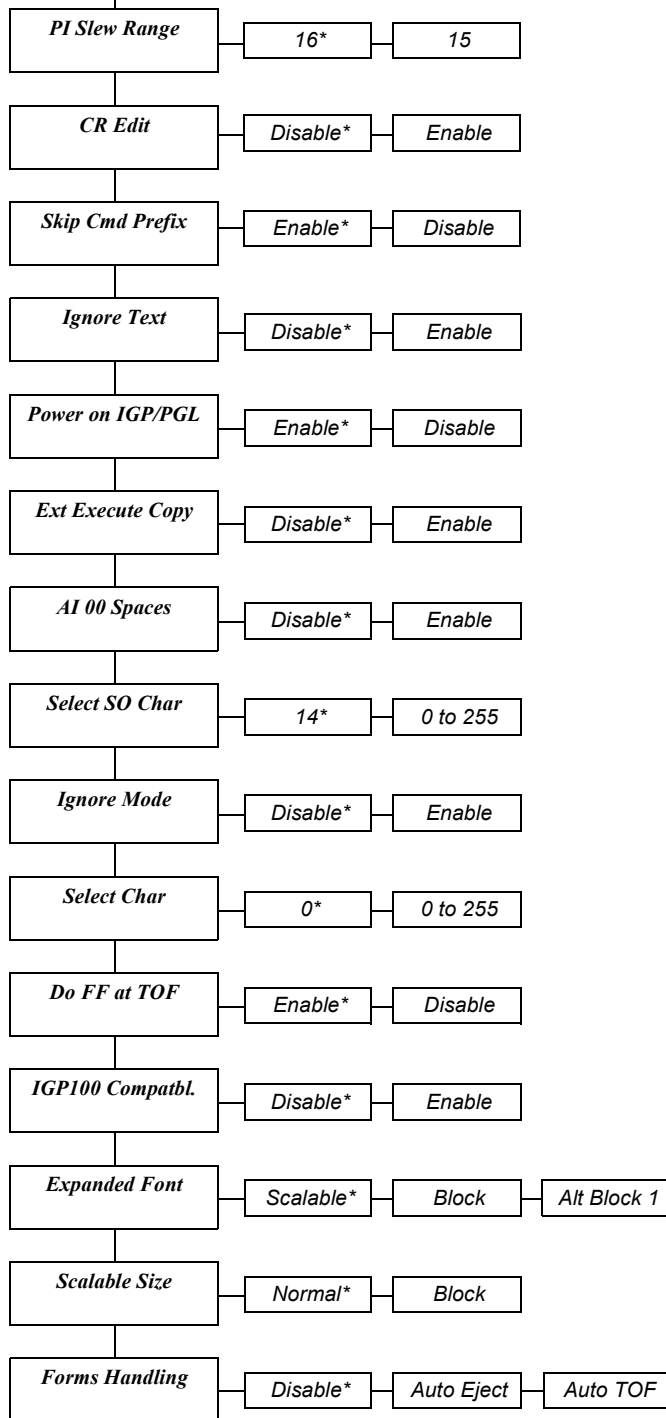 PI Slew Range 16* 15
CR Edit Disable* Enable
Skip Cmd Prefix Enable* Disable
Ignore Text Disable* Enable
Power on IGP/PGL Enable* Disable
Ext Execute Copy Disable* Enable
AI 00 Spaces Disable* Enable
Select SO Char 14* 0 to 255
Ignore Mode Disable* Enable
Select Char 0* 0 to 255
Do FF at TOF Enable* Disable
IGP100 Compatbl. Disable* Enable
Expanded Font Scalable* Block Alt Block 1
Scalable Size Normal* Block
Forms Handling Disable* Auto Eject Auto TOF